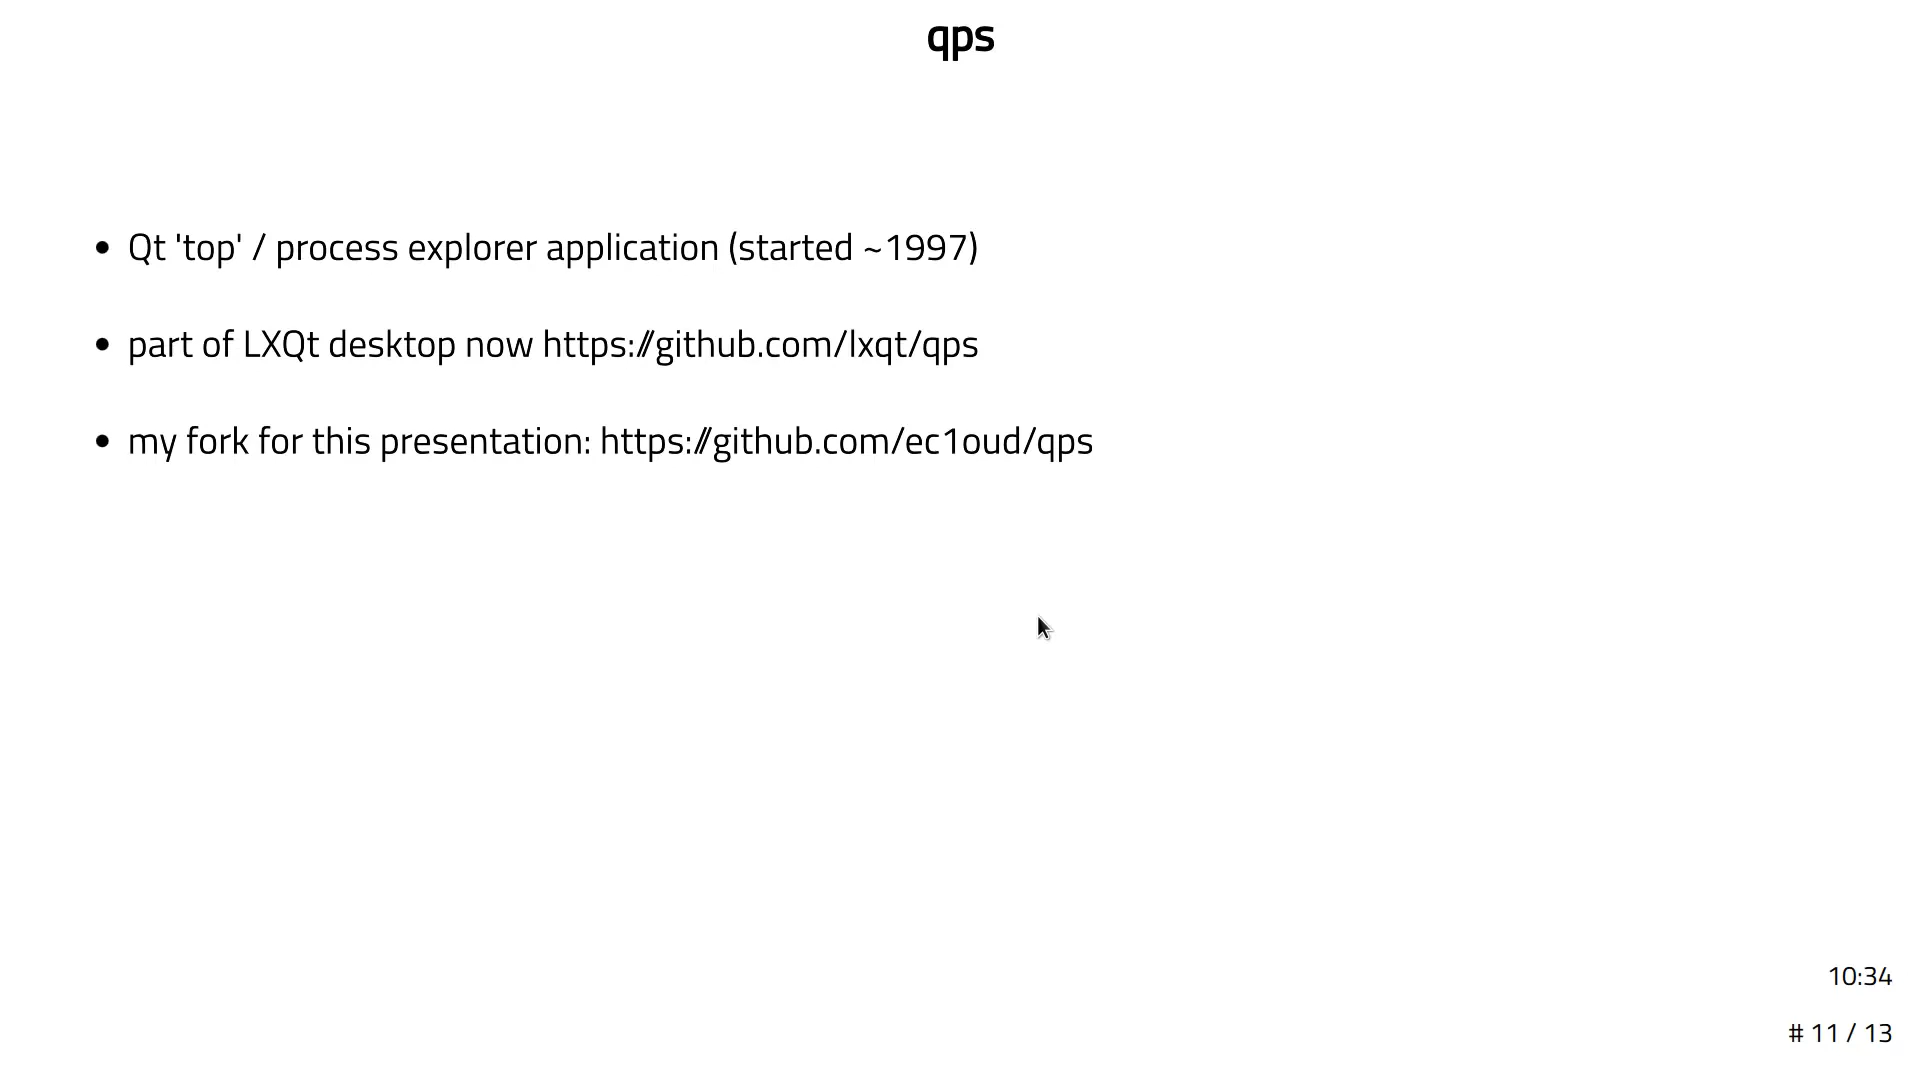 qps
• Qt 'top' / process explorer application (started ~1997)
• part of LXQt desktop now https://github.com/lxqt/qps
• my fork for this presentation: https://github.com/ec1oud/qps
10:34
# 11 / 13